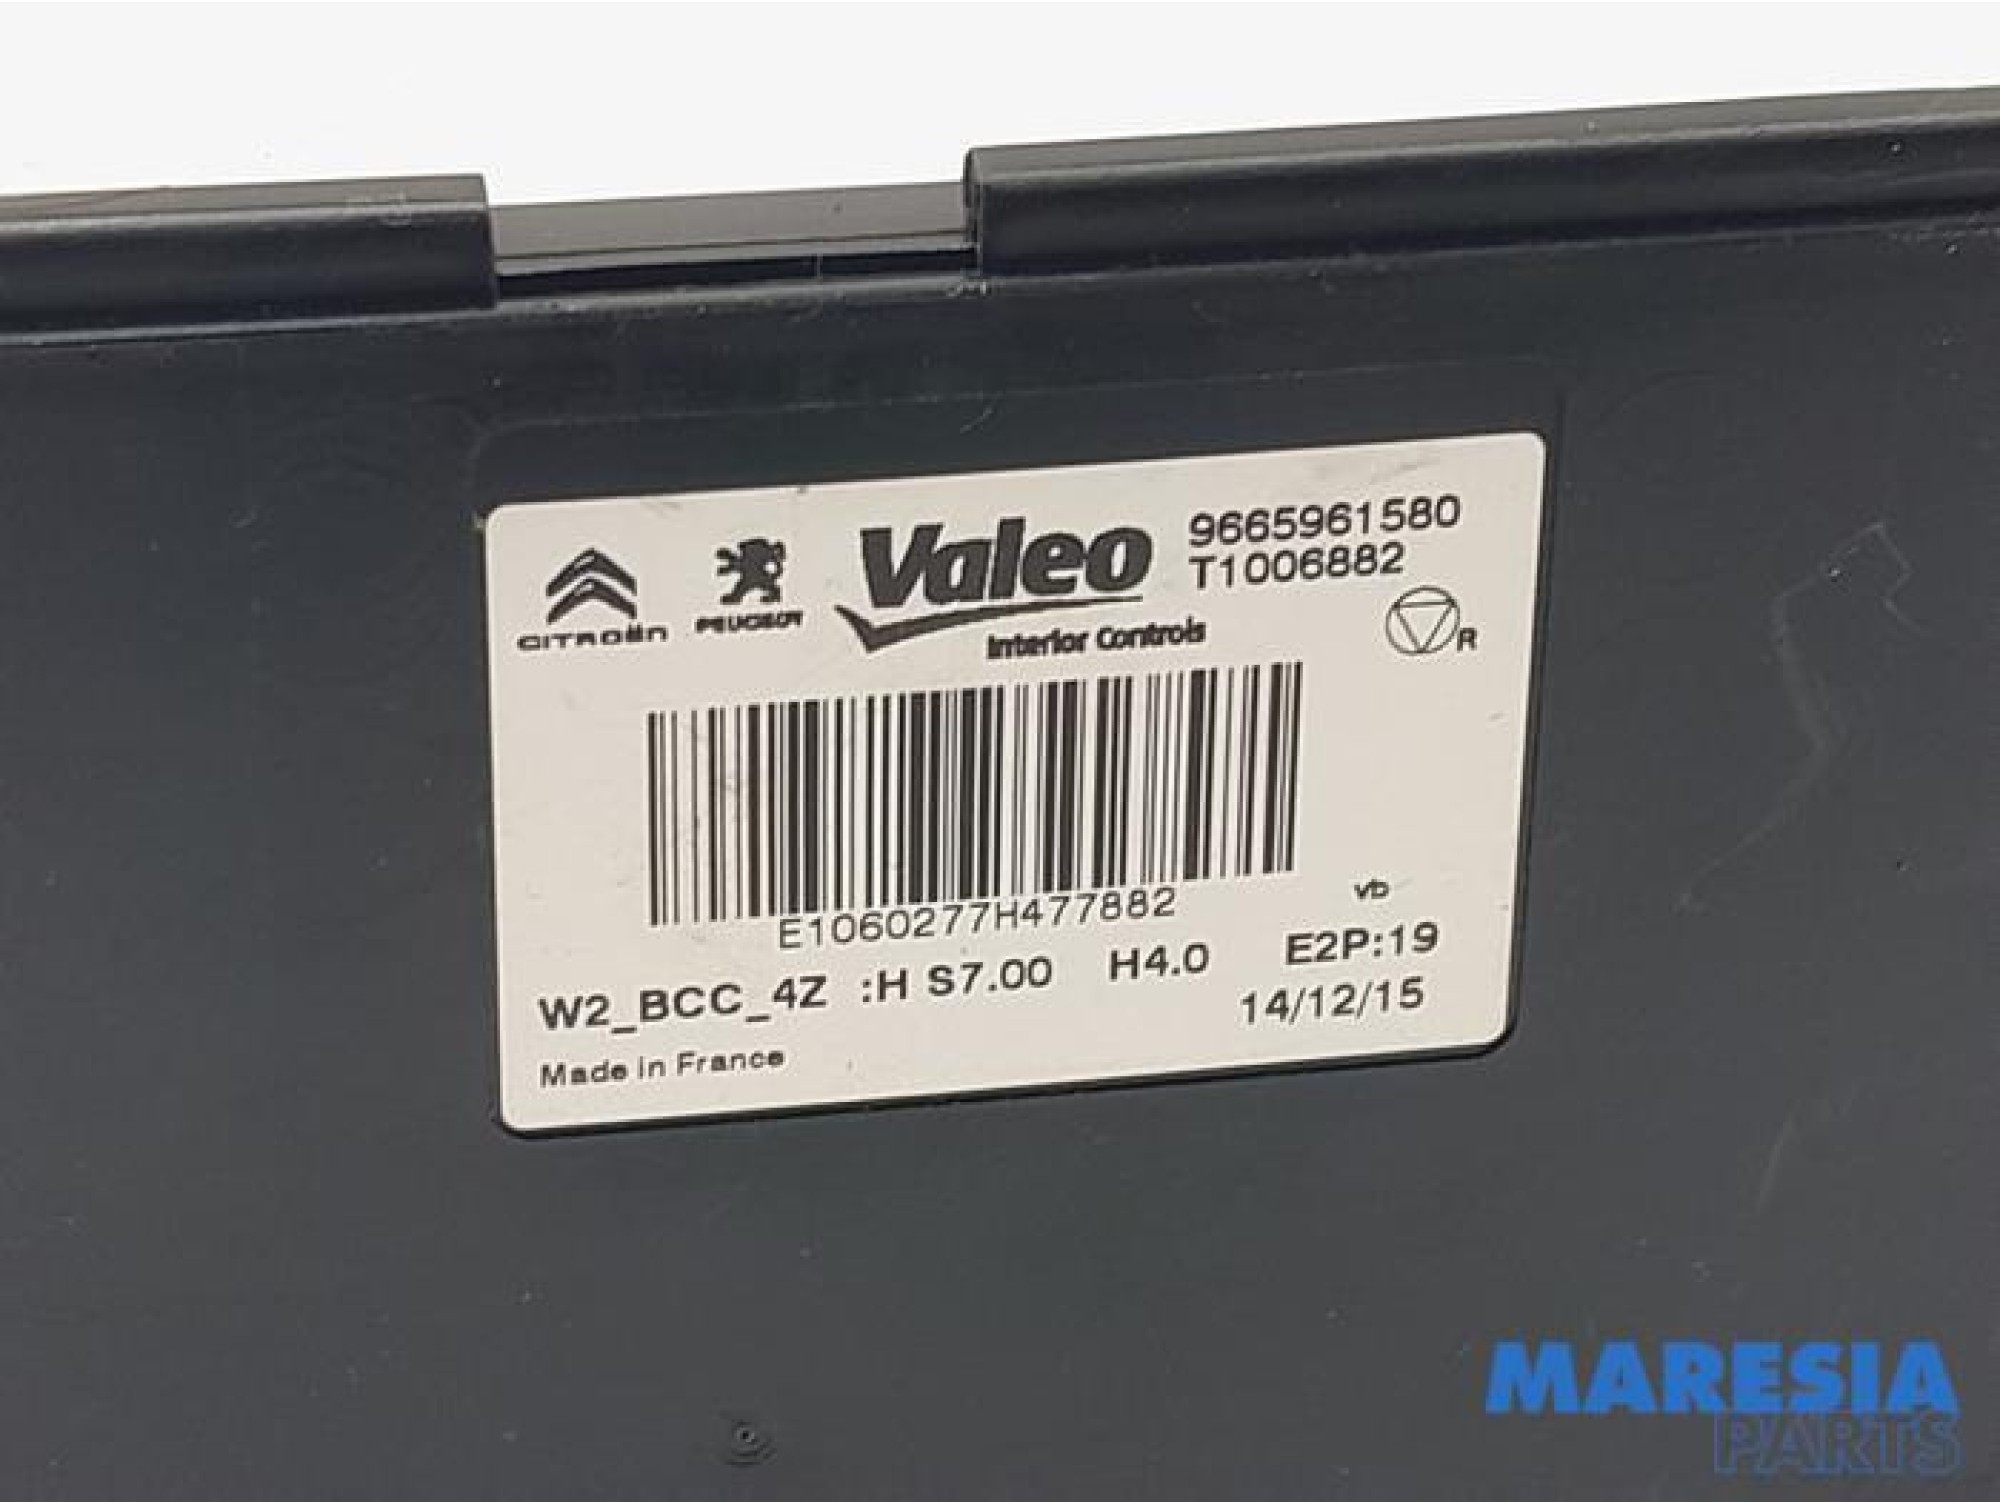 CITROËN PEUGEOT Valeo 9665961580
T1006882
Interior Controls R
E1060277H477882
vb
W2_BCC_4Z :H S7.00 H4.0 E2P:19
14/12/15
Made in France
MARESIA
PARTS